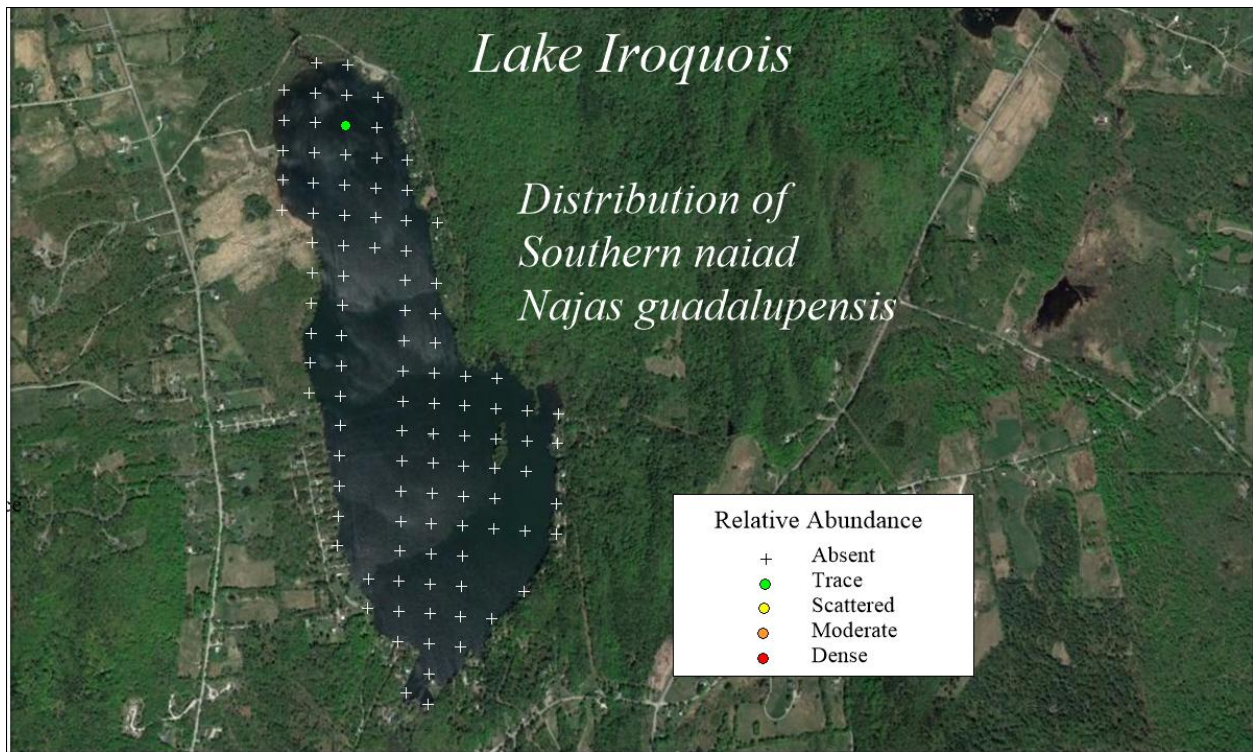 Lake Iroquois
Distribution of
Southern naiad
Najas guadalupensis
Relative Abundance
Absent
Trace
Scattered
Moderate
Dense